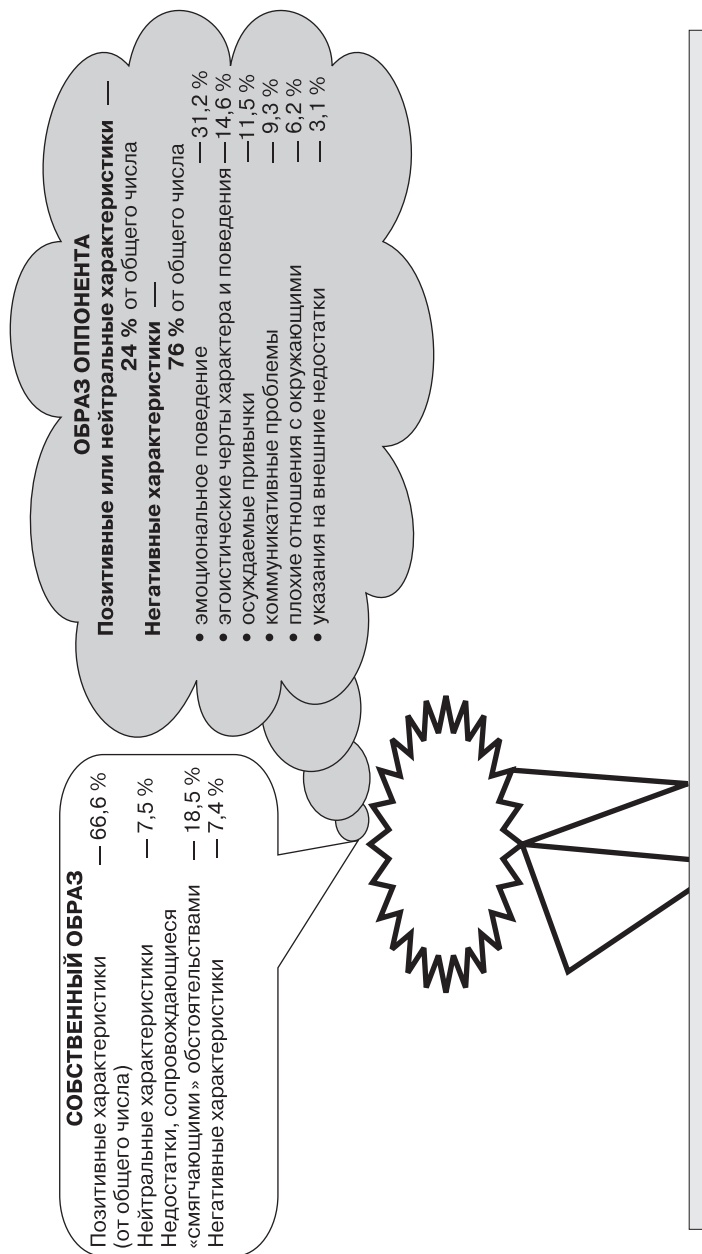 СОБСТВЕННЫЙ ОБРАЗ
Позитивные характеристики — 66,6 %
(от общего числа)
Нейтральные характеристики — 7,5 %
Недостатки, сопровождающиеся
«смягчающими» обстоятельствами — 18,5 %
Негативные характеристики — 7,4 %
ОБРАЗ ОППОНЕНТА
Позитивные или нейтральные характеристики —
24 % от общего числа
Негативные характеристики —
76 % от общего числа
• эмоциональное поведение — 31,2 %
• эгоистические черты характера и поведения — 14,6 %
• осуждаемые привычки — 11,5 %
• коммуникативные проблемы — 9,3 %
• плохие отношения с окружающими — 6,2 %
• указания на внешние недостатки — 3,1 %